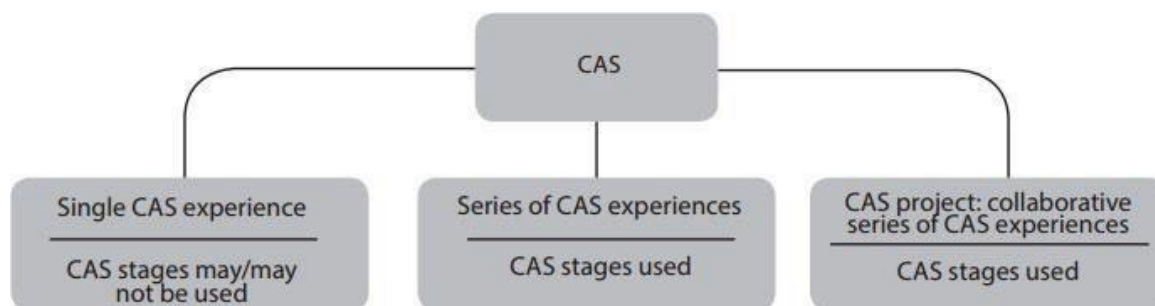 CAS
Single CAS experience
CAS stages may/may
not be used
Series of CAS experiences
CAS stages used
CAS project: collaborative
series of CAS experiences
CAS stages used